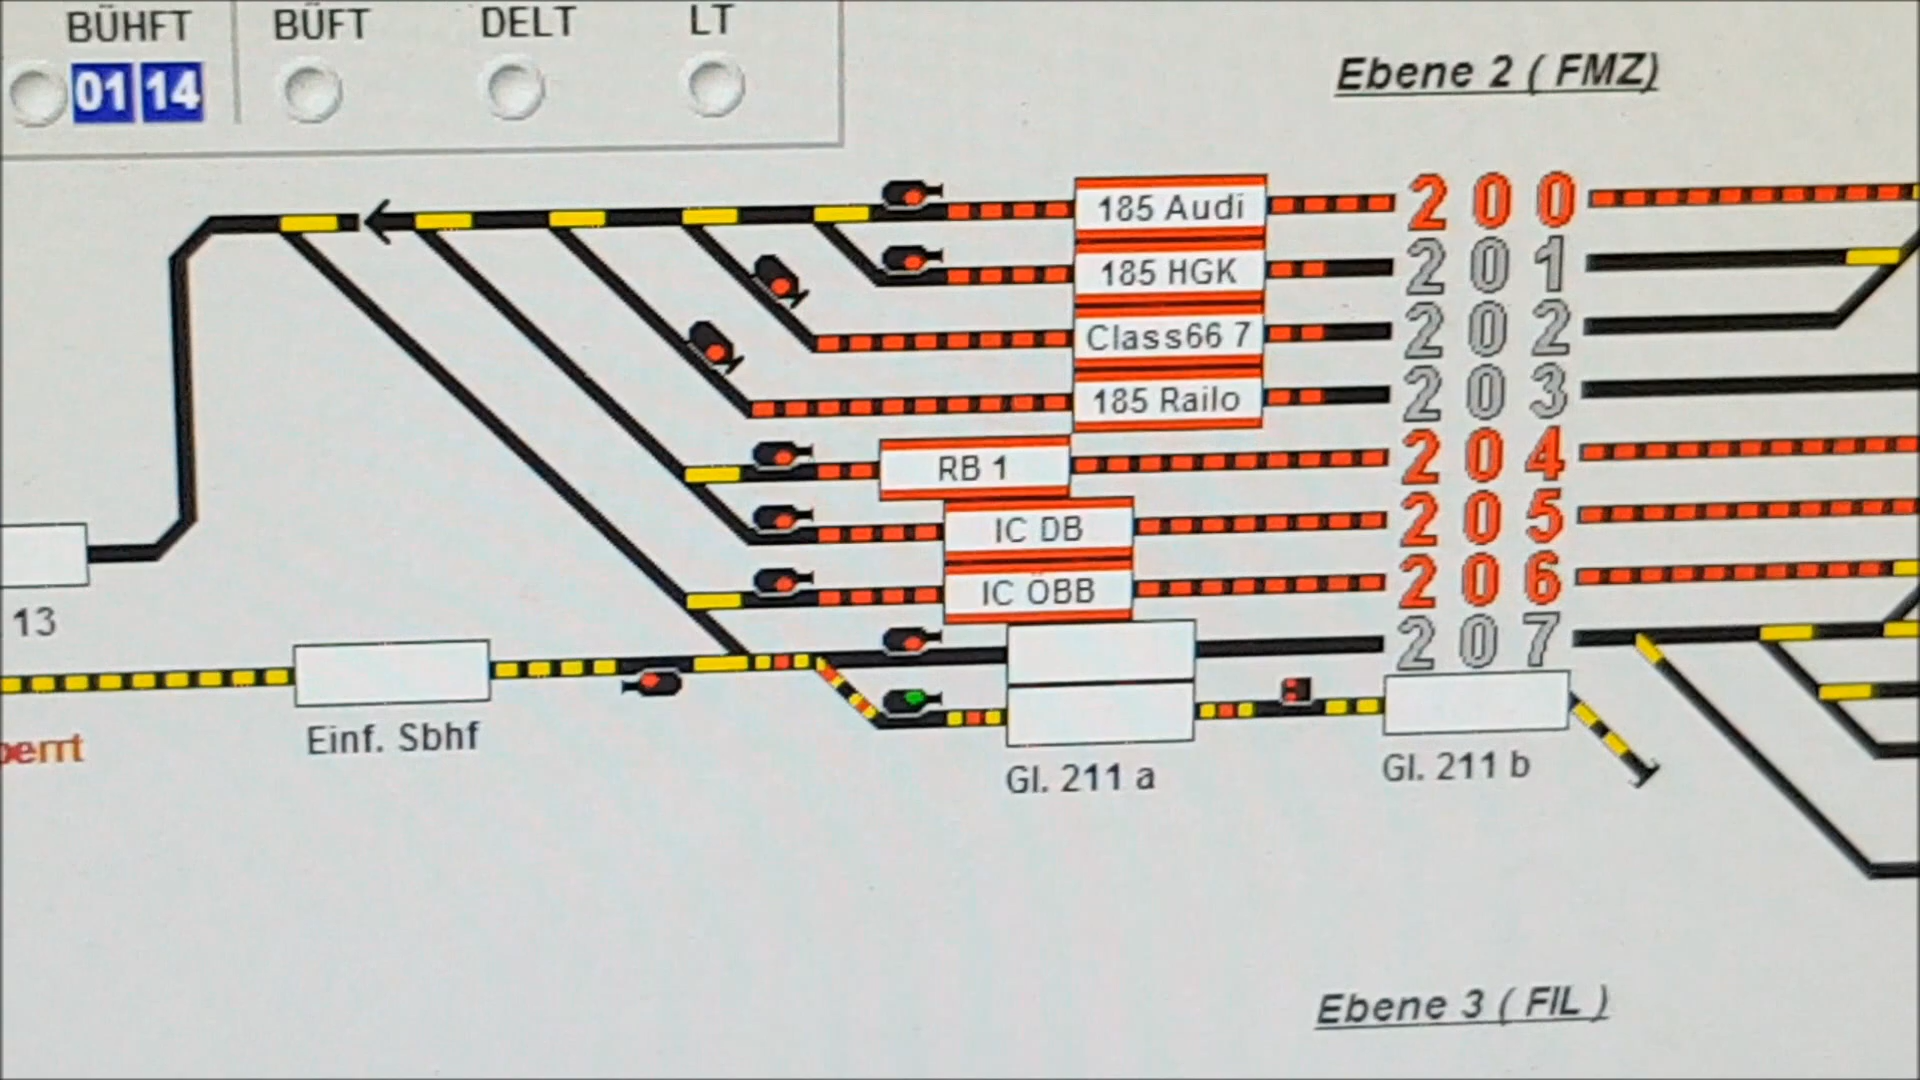 BÜHFT BÜFT DELT LT
01 14
Ebene 2 ( FMZ)
185 Audi 200
185 HGK 201
Class66 7 202
185 Railo 203
RB 1 204
IC DB 205
IC ÖBB 206
207
13
Einf. Sbhf
Gl. 211 a
Gl. 211 b
Ebene 3 ( FIL )